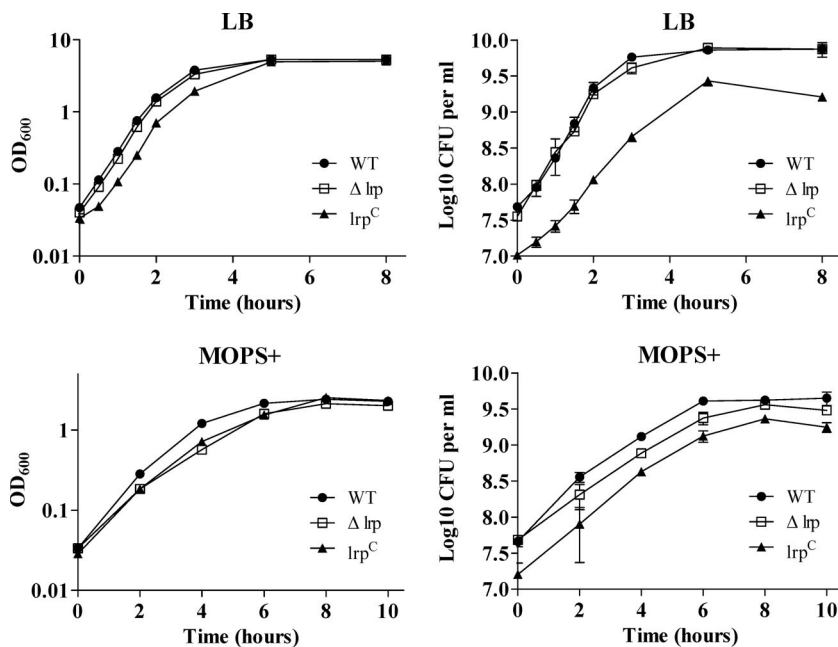 LB
OD600
10
1
0.1
0.01
0 2 4 6 8
Time (hours)
WT
Δ lrp
lrpC
LB
Log10 CFU per ml
10.0
9.5
9.0
8.5
8.0
7.5
7.0
0 2 4 6 8
Time (hours)
WT
Δ lrp
lrpC
MOPS+
OD600
1
0.1
0.01
0 2 4 6 8 10
Time (hours)
WT
Δ lrp
lrpC
MOPS+
Log10 CFU per ml
10.0
9.5
9.0
8.5
8.0
7.5
7.0
0 2 4 6 8 10
Time (hours)
WT
Δ lrp
lrpC